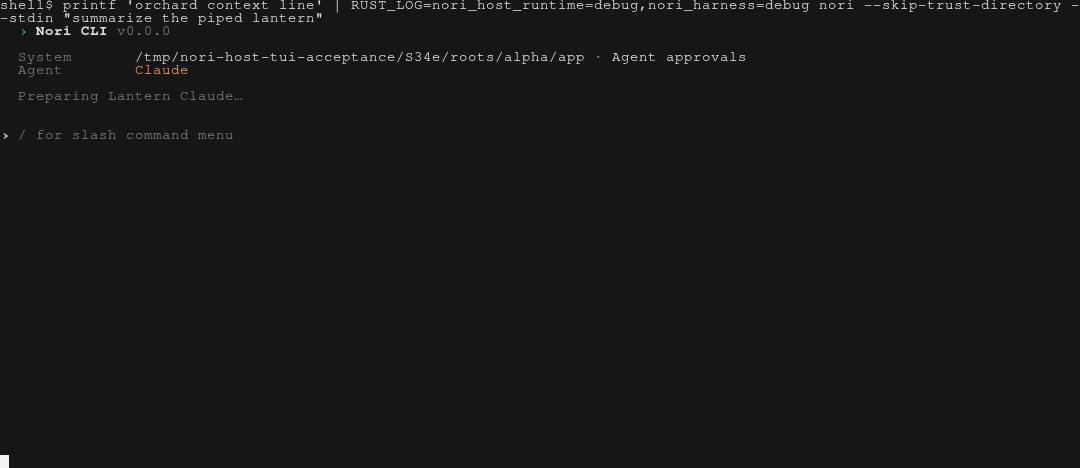 shell$ printf 'orchard context line' | RUST_LOG=nori_host_runtime=debug,nori_harness=debug nori --skip-trust-directory -
-stdin "summarize the piped lantern"
› Nori CLI v0.0.0
System /tmp/nori-host-tui-acceptance/S34e/roots/alpha/app · Agent approvals
Agent Claude
Preparing Lantern Claude…
› / for slash command menu